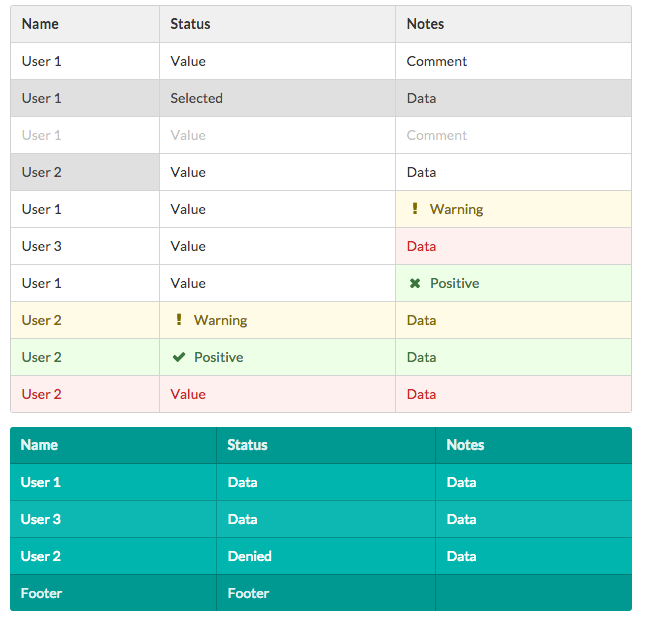 Name Status Notes
User 1 Value Comment
User 1 Selected Data
User 1 Value Comment
User 2 Value Data
User 1 Value Warning
User 3 Value Data
User 1 Value Positive
User 2 Warning Data
User 2 Positive Data
User 2 Value Data
Name Status Notes
User 1 Data Data
User 3 Data Data
User 2 Denied Data
Footer Footer